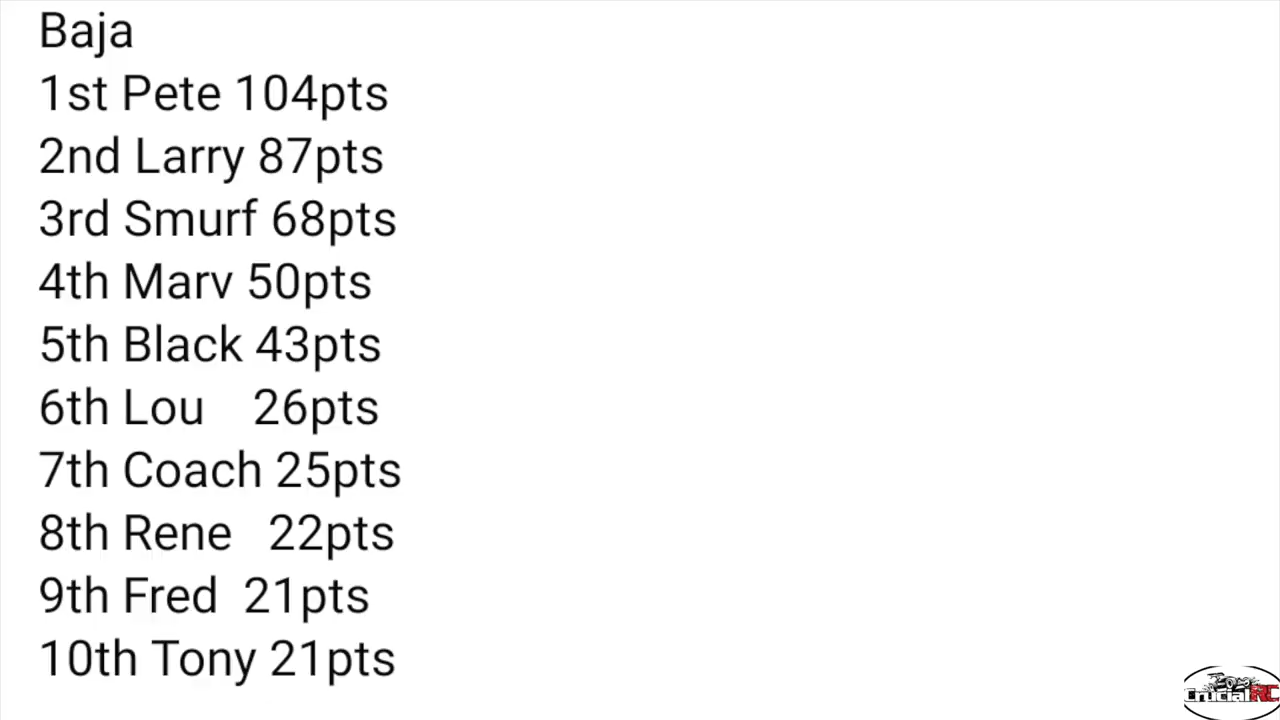 Baja
1st Pete 104pts
2nd Larry 87pts
3rd Smurf 68pts
4th Marv 50pts
5th Black 43pts
6th Lou    26pts
7th Coach 25pts
8th Rene   22pts
9th Fred  21pts
10th Tony 21pts
CrucialRC